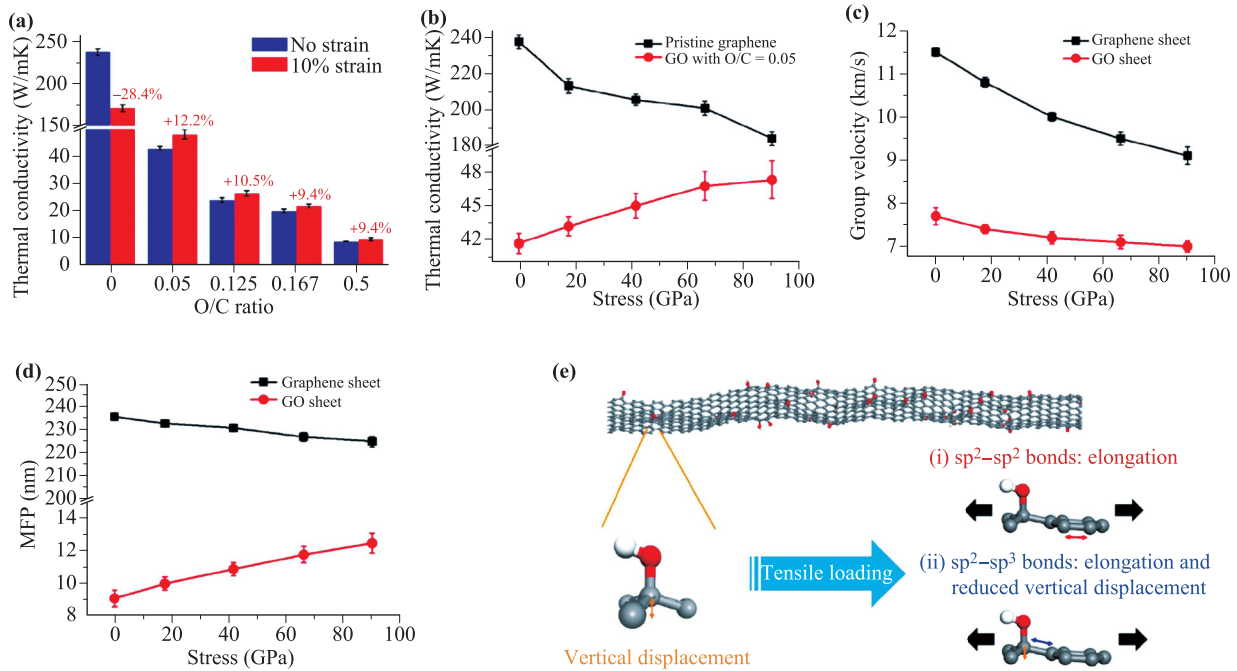 (a)
Thermal conductivity (W/mK)
250
200
150
40
30
20
10
0
No strain
10% strain
−28.4%
+12.2%
+10.5%
+9.4%
+9.4%
0
0.05
0.125
0.167
0.5
O/C ratio
(b)
Thermal conductivity (W/mK)
240
220
200
180
48
45
42
Pristine graphene
GO with O/C = 0.05
0
20
40
60
80
100
Stress (GPa)
(c)
Group velocity (km/s)
12
11
10
9
8
7
Graphene sheet
GO sheet
0
20
40
60
80
100
Stress (GPa)
(d)
MFP (nm)
250
245
240
235
230
225
220
14
12
10
8
Graphene sheet
GO sheet
0
20
40
60
80
100
Stress (GPa)
(e)
(i) sp²−sp² bonds: elongation
Tensile loading
(ii) sp²−sp³ bonds: elongation and
reduced vertical displacement
Vertical displacement